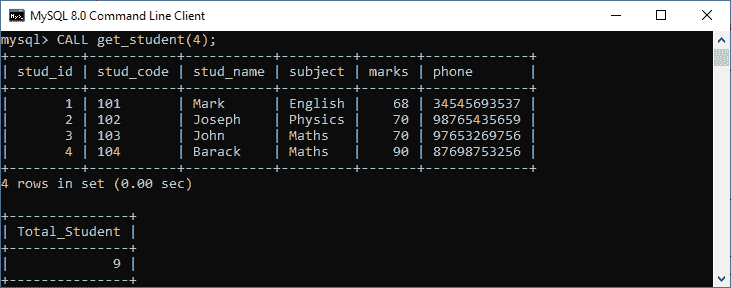 MySQL 8.0 Command Line Client
mysql> CALL get_student(4);
+---------+-----------+-----------+---------+-------+-------------+
| stud_id | stud_code | stud_name | subject | marks | phone       |
+---------+-----------+-----------+---------+-------+-------------+
|       1 | 101       | Mark      | English |    68 | 34545693537 |
|       2 | 102       | Joseph    | Physics |    70 | 98765435659 |
|       3 | 103       | John      | Maths   |    70 | 97653269756 |
|       4 | 104       | Barack    | Maths   |    90 | 87698753256 |
+---------+-----------+-----------+---------+-------+-------------+
4 rows in set (0.00 sec)
+---------------+
| Total_Student |
+---------------+
|             9 |
+---------------+